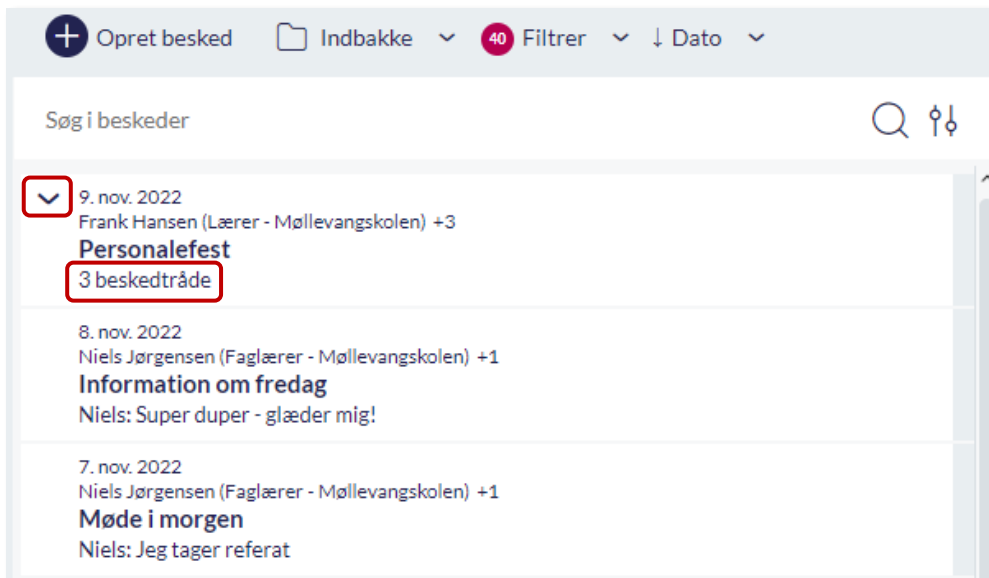 Opret besked Indbakke 40 Filtrer ↓ Dato
Søg i beskeder
9. nov. 2022
Frank Hansen (Lærer - Møllevangskolen) +3
Personalefest
3 beskedtråde
8. nov. 2022
Niels Jørgensen (Faglærer - Møllevangskolen) +1
Information om fredag
Niels: Super duper - glæder mig!
7. nov. 2022
Niels Jørgensen (Faglærer - Møllevangskolen) +1
Møde i morgen
Niels: Jeg tager referat